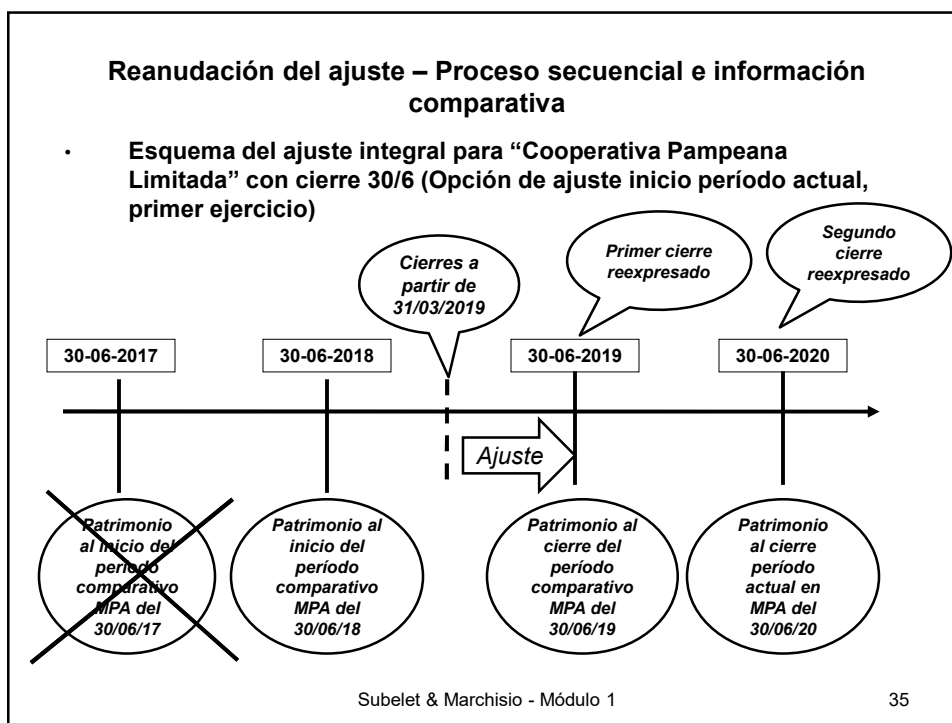 Reanudación del ajuste – Proceso secuencial e información
comparativa
• Esquema del ajuste integral para “Cooperativa Pampeana
Limitada” con cierre 30/6 (Opción de ajuste inicio período actual,
primer ejercicio)
Cierres a
partir de
31/03/2019
Primer cierre
reexpresado
Segundo
cierre
reexpresado
30-06-2017
30-06-2018
30-06-2019
30-06-2020
Ajuste
Patrimonio
al inicio del
período
comparativo
MPA del
30/06/17
Patrimonio al
inicio del
período
comparativo
MPA del
30/06/18
Patrimonio al
cierre del
período
comparativo
MPA del
30/06/19
Patrimonio
al cierre
período
actual en
MPA del
30/06/20
Subelet & Marchisio - Módulo 1
35